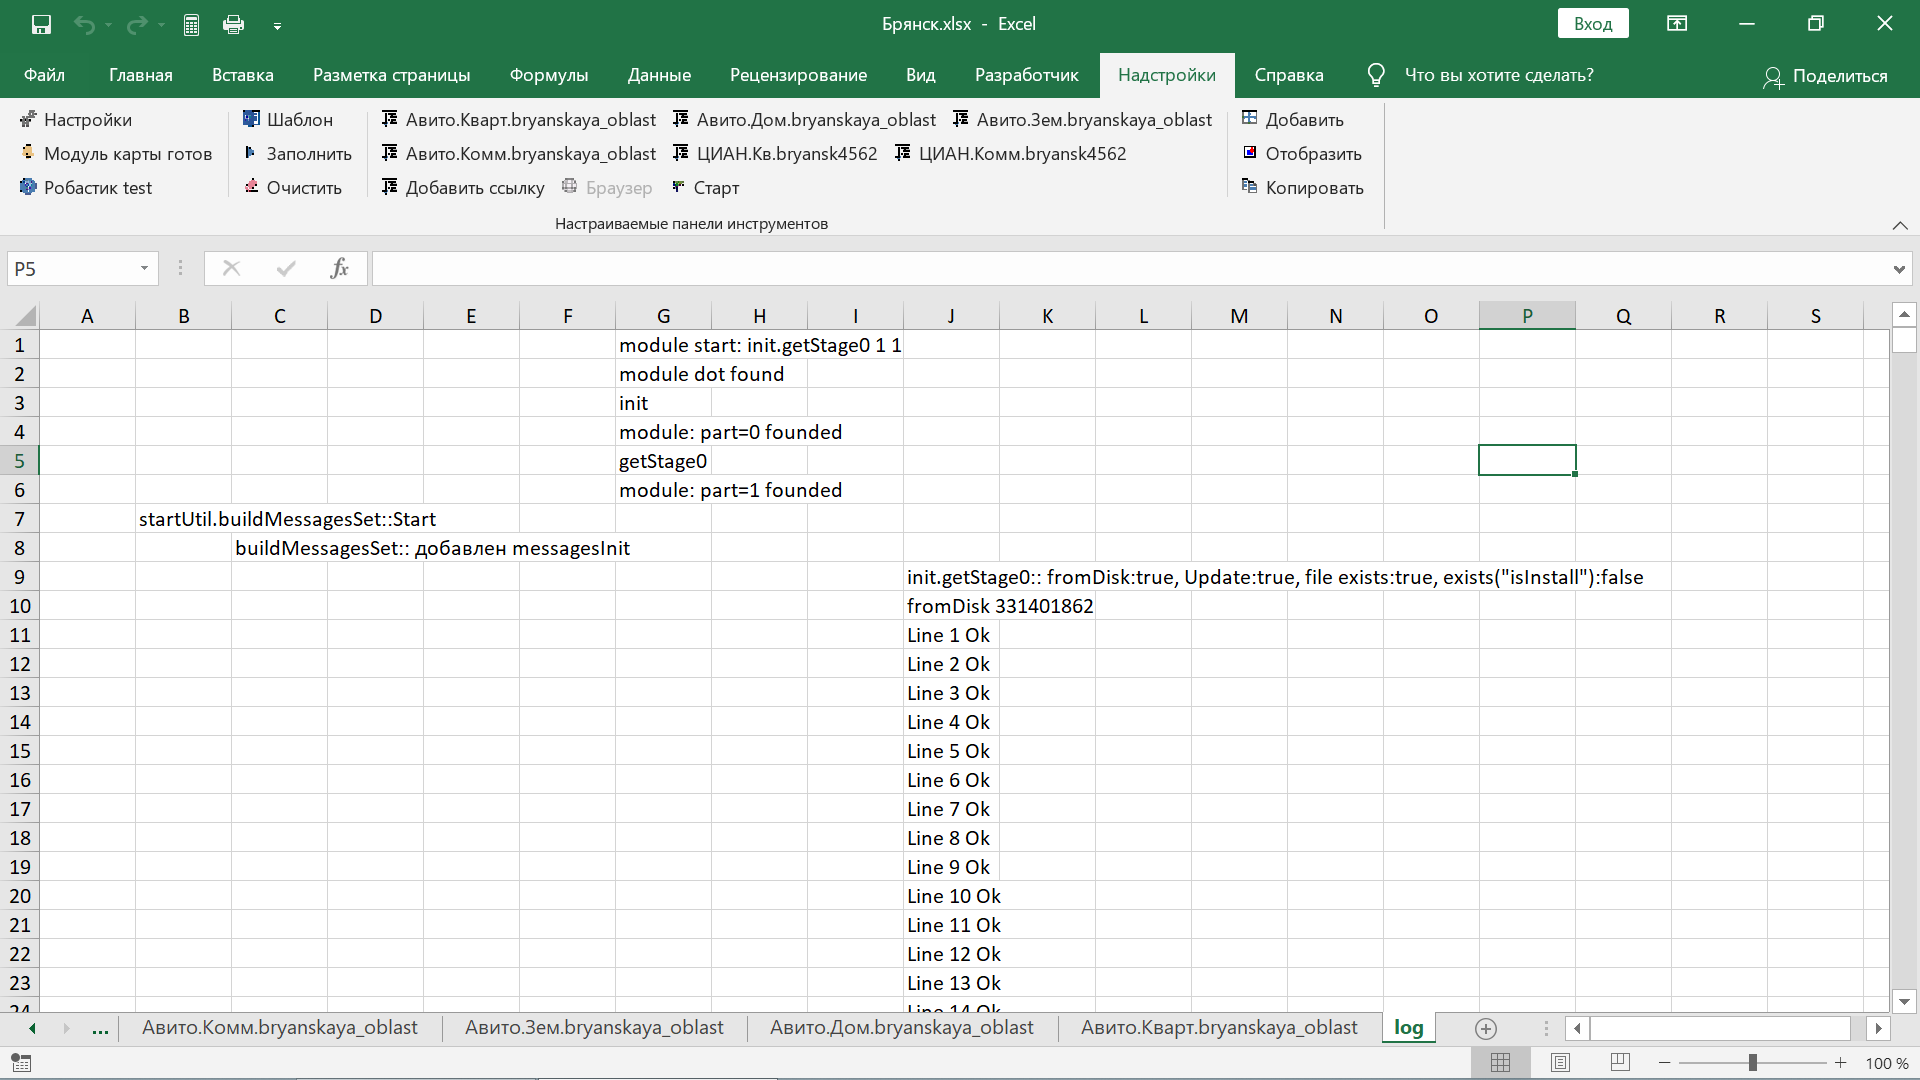 Брянск.xlsx - Excel
Вход
Файл Главная Вставка Разметка страницы Формулы Данные Рецензирование Вид Разработчик Надстройки Справка Что вы хотите сделать? Поделиться
Настройки Шаблон Авито.Кварт.bryanskaya_oblast Авито.Дом.bryanskaya_oblast Авито.Зем.bryanskaya_oblast Добавить
Модуль карты готов Заполнить Авито.Комм.bryanskaya_oblast ЦИАН.Кв.bryansk4562 ЦИАН.Комм.bryansk4562 Отобразить
Робастик test Очистить Добавить ссылку Браузер Старт Копировать
Настраиваемые панели инструментов
P5 fx
A B C D E F G H I J K L M N O P Q R S
1 module start: init.getStage0 1 1
2 module dot found
3 init
4 module: part=0 founded
5 getStage0
6 module: part=1 founded
7 startUtil.buildMessagesSet::Start
8 buildMessagesSet:: добавлен messagesInit
9 init.getStage0:: fromDisk:true, Update:true, file exists:true, exists("isInstall"):false
10 fromDisk 331401862
11 Line 1 Ok
12 Line 2 Ok
13 Line 3 Ok
14 Line 4 Ok
15 Line 5 Ok
16 Line 6 Ok
17 Line 7 Ok
18 Line 8 Ok
19 Line 9 Ok
20 Line 10 Ok
21 Line 11 Ok
22 Line 12 Ok
23 Line 13 Ok
24 Line 14 Ok
... Авито.Комм.bryanskaya_oblast Авито.Зем.bryanskaya_oblast Авито.Дом.bryanskaya_oblast Авито.Кварт.bryanskaya_oblast log
100 %